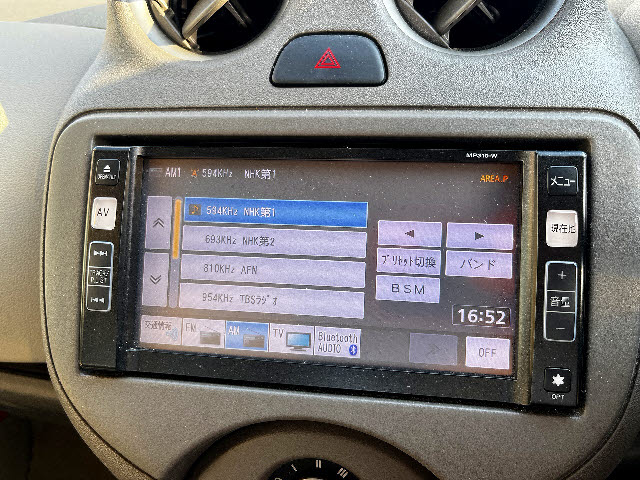 MP310-W
AM1 594KHz NHK第1
AREA P
594KHz NHK第1
693KHz NHK第2
810KHz AFN
954KHz TBSラジオ
プリセット切換
バンド
BSM
16:52
交通情報
FM
AM
TV
Bluetooth
AUDIO
OFF
AV
TRACK/
メニュー
現在地
+
音量
-
OPT